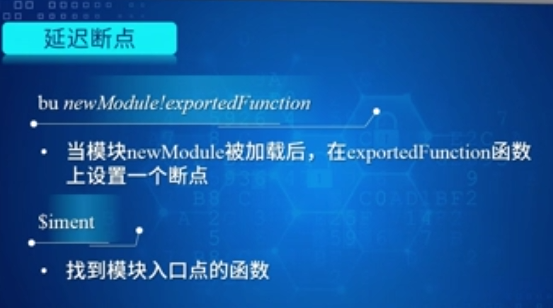 延迟断点
bu newModule!exportedFunction
• 当模块newModule被加载后，在exportedFunction函数
上设置一个断点
$iment
• 找到模块入口点的函数